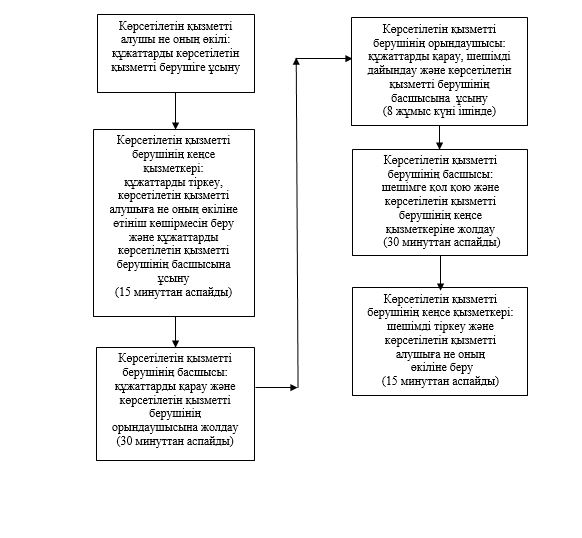 Көрсетілетін қызметті
алушы не оның өкілі:
құжаттарды көрсетілетін
қызметті берушіге ұсыну
Көрсетілетін қызметті
берушінің кеңсе
қызметкері:
құжаттарды тіркеу,
көрсетілетін қызметті
алушыға не оның өкіліне
өтініш көшірмесін беру
және құжаттарды
көрсетілетін қызметті
берушінің басшысына
ұсыну
(15 минуттан аспайды)
Көрсетілетін қызметті
берушінің басшысы:
құжаттарды қарау және
көрсетілетін қызметті
берушінің
орындаушысына жолдау
(30 минуттан аспайды)
Көрсетілетін қызметті
берушінің орындаушысы:
құжаттарды қарау, шешімді
дайындау және көрсетілетін
қызметті берушінің
басшысына ұсыну
(8 жұмыс күні ішінде)
Көрсетілетін қызметті
берушінің басшысы:
шешімге қол қою және
көрсетілетін қызметті
берушінің кеңсе
қызметкеріне жолдау
(30 минуттан аспайды)
Көрсетілетін қызметті
берушінің кеңсе қызметкері:
шешімді тіркеу және
көрсетілетін қызметті
алушыға не оның
өкіліне беру
(15 минуттан аспайды)